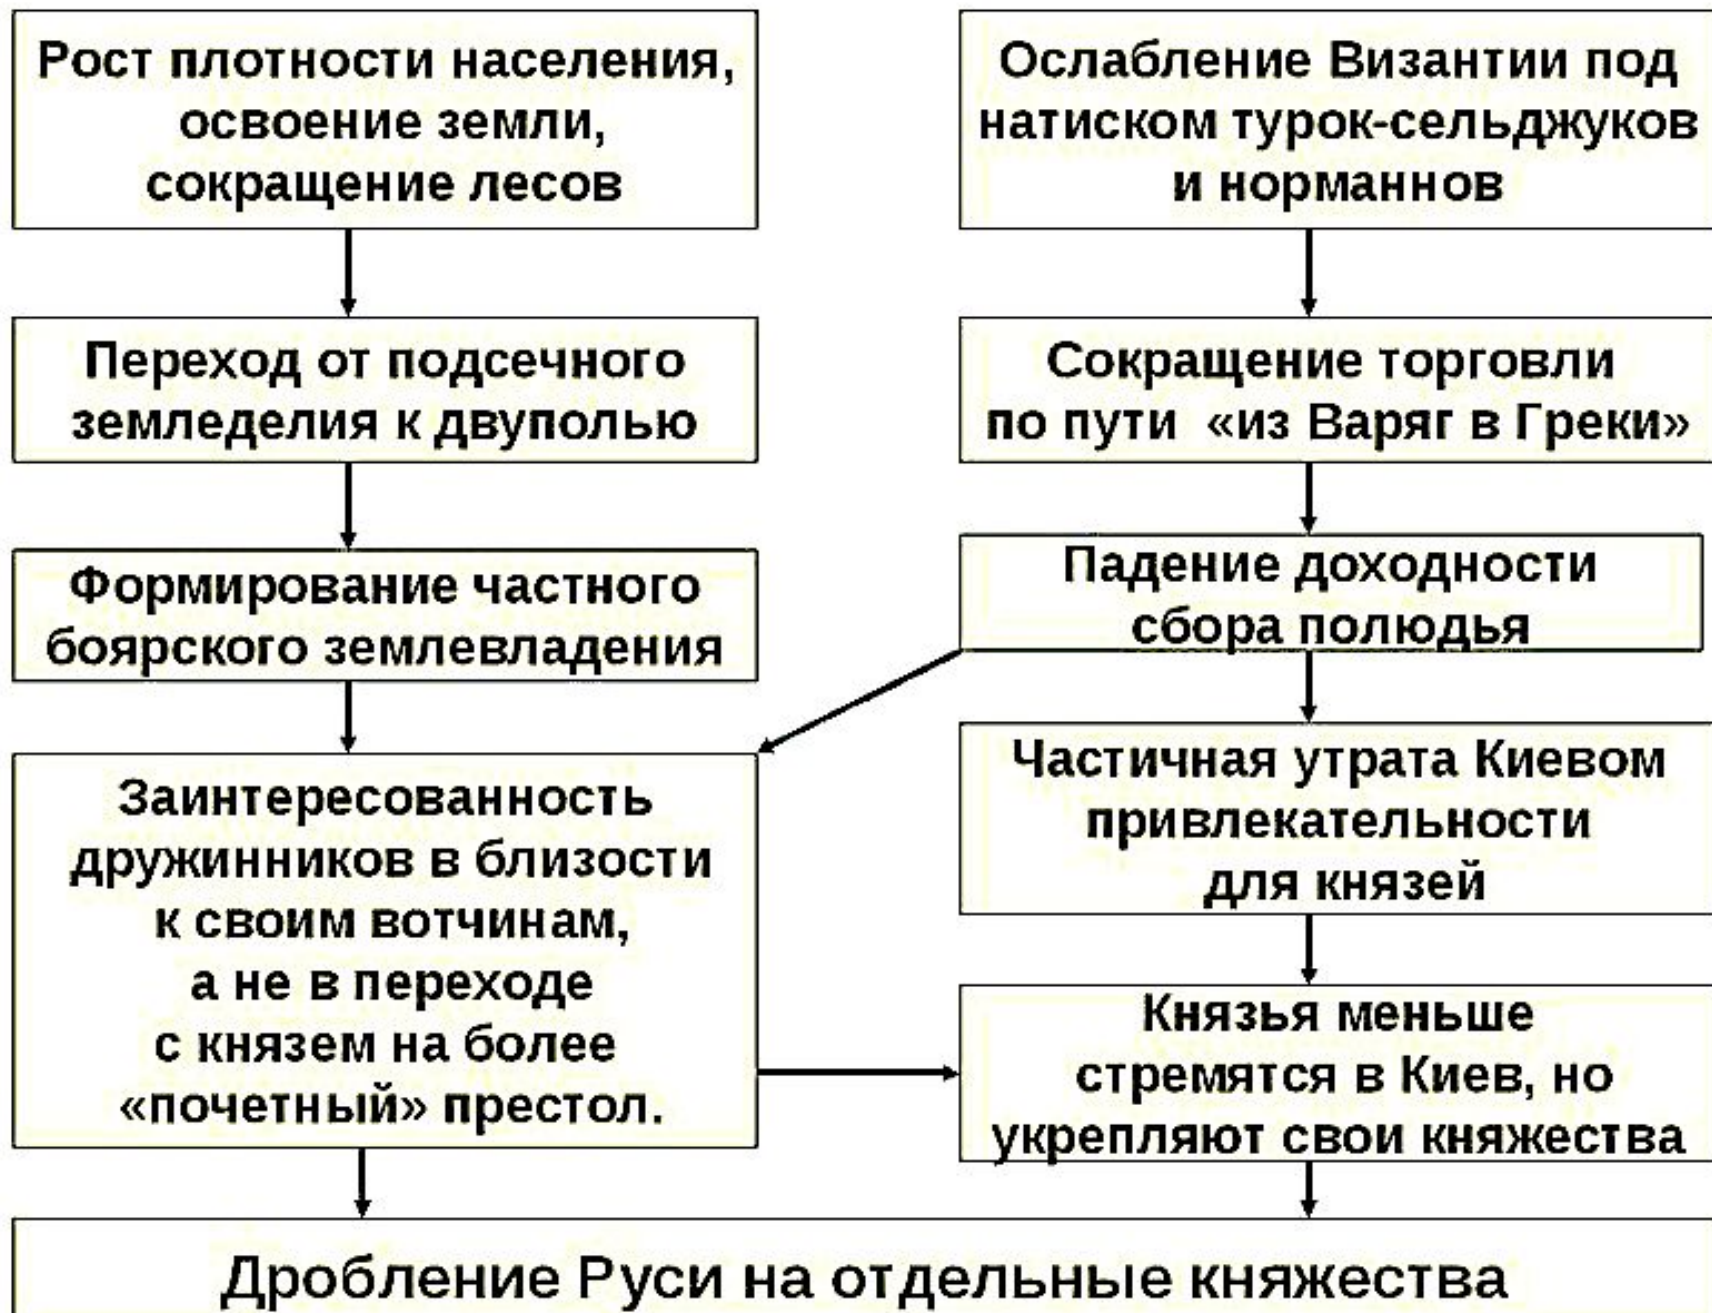 Рост плотности населения,
освоение земли,
сокращение лесов
Переход от подсечного
земледелия к двуполью
Формирование частного
боярского землевладения
Заинтересованность
дружинников в близости
к своим вотчинам,
а не в переходе
с князем на более
«почетный» престол.
Ослабление Византии под
натиском турок-сельджуков
и норманнов
Сокращение торговли
по пути «из Варяг в Греки»
Падение доходности
сбора полюдья
Частичная утрата Киевом
привлекательности
для князей
Князья меньше
стремятся в Киев, но
укрепляют свои княжества
Дробление Руси на отдельные княжества